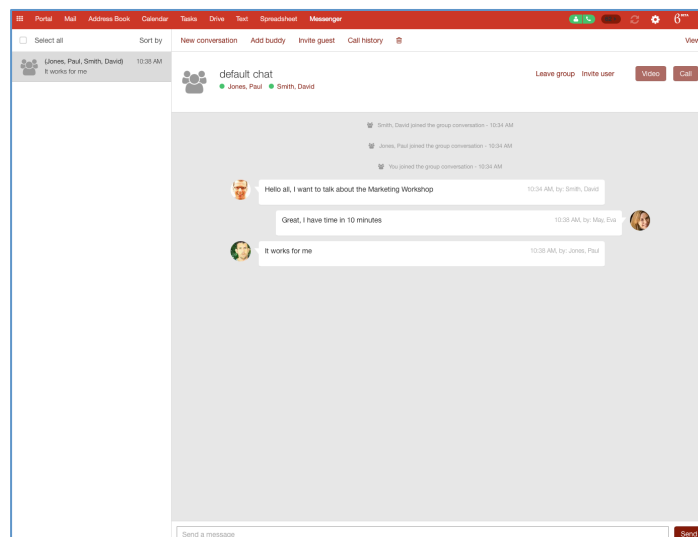 Portal Mail Address Book Calendar Tasks Drive Text Spreadsheet Messenger
Select all Sort by
New conversation Add buddy Invite guest Call history View
(Jones, Paul, Smith, David) 10:38 AM
It works for me
default chat
Jones, Paul Smith, David
Leave group Invite user Video Call
Smith, David joined the group conversation - 10:34 AM
Jones, Paul joined the group conversation - 10:34 AM
You joined the group conversation - 10:34 AM
Hello all, I want to talk about the Marketing Workshop 10:34 AM, by: Smith, David
Great, I have time in 10 minutes 10:38 AM, by: May, Eva
It works for me 10:38 AM, by: Jones, Paul
Send a message Send